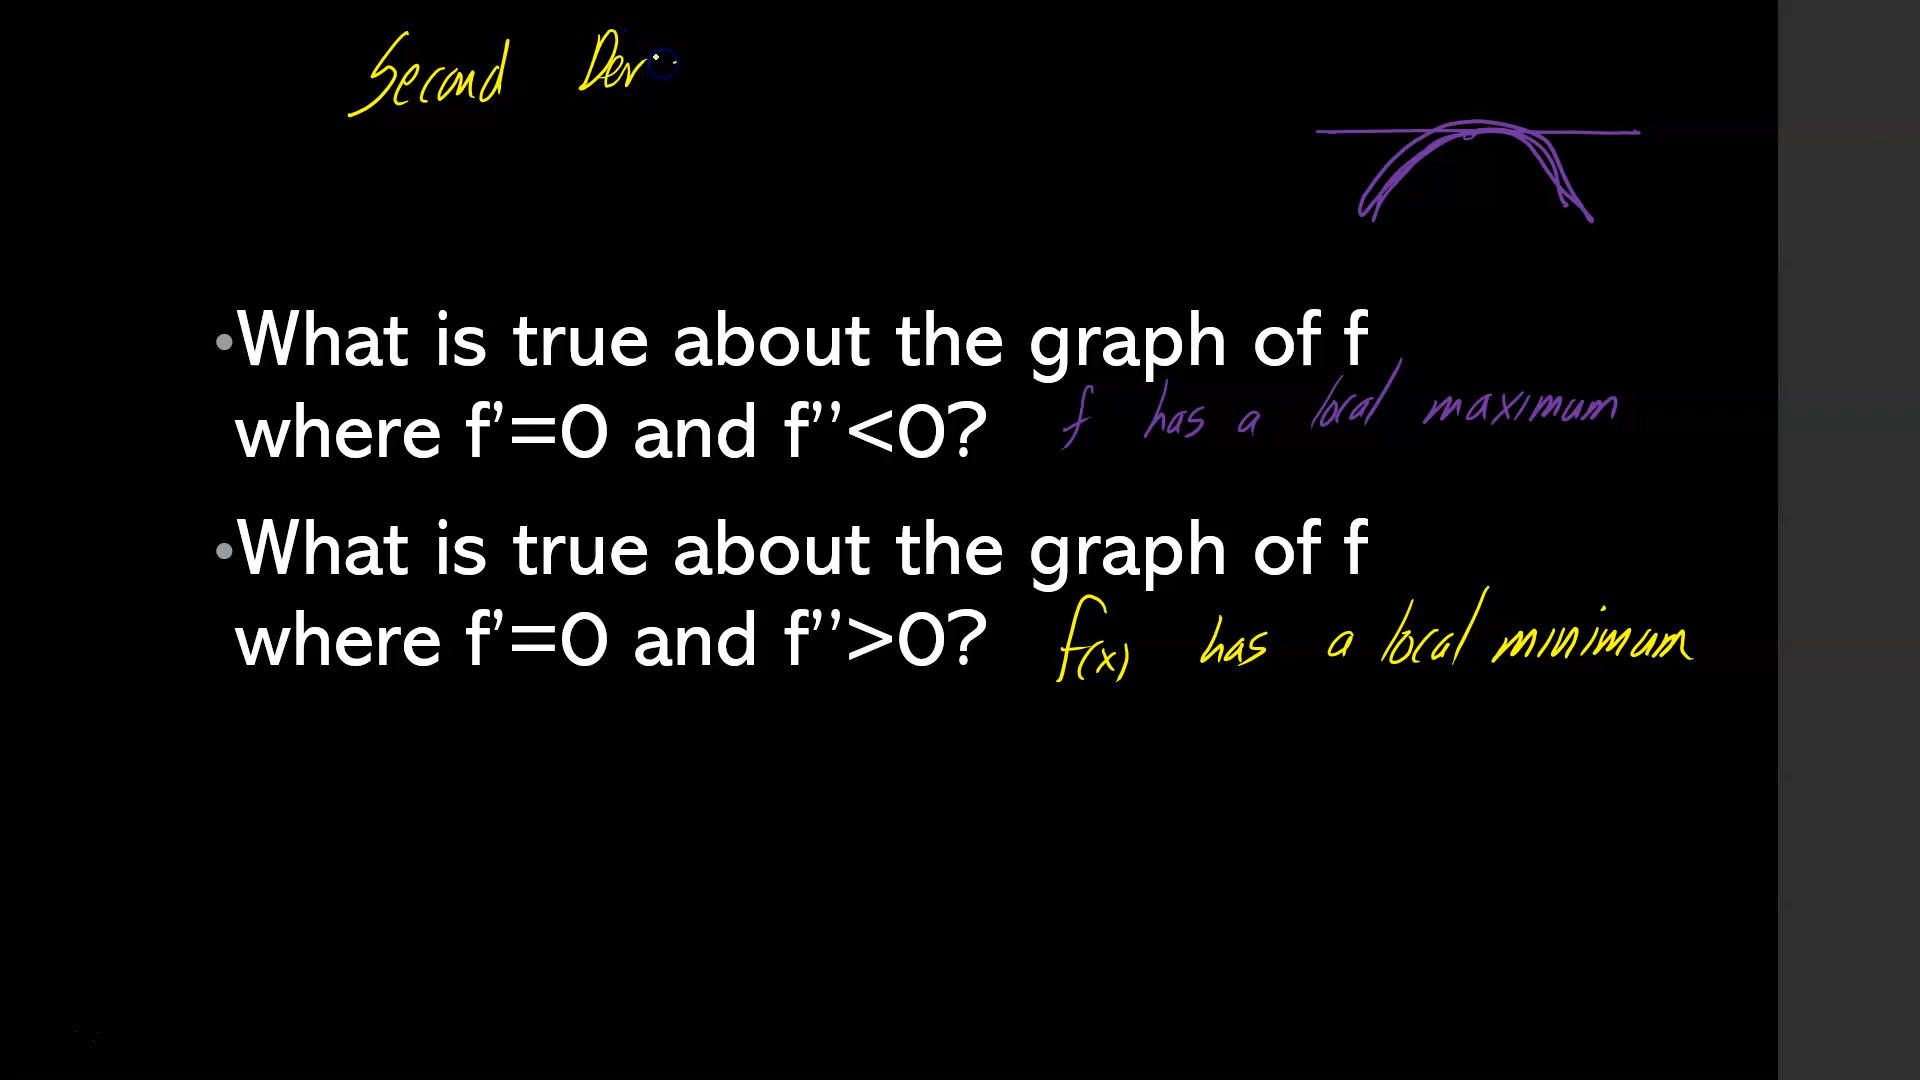 Second Der
•What is true about the graph of f
where f’=0 and f’’<0? f has a local maximum
•What is true about the graph of f
where f’=0 and f’’>0? f(x) has a local minimum